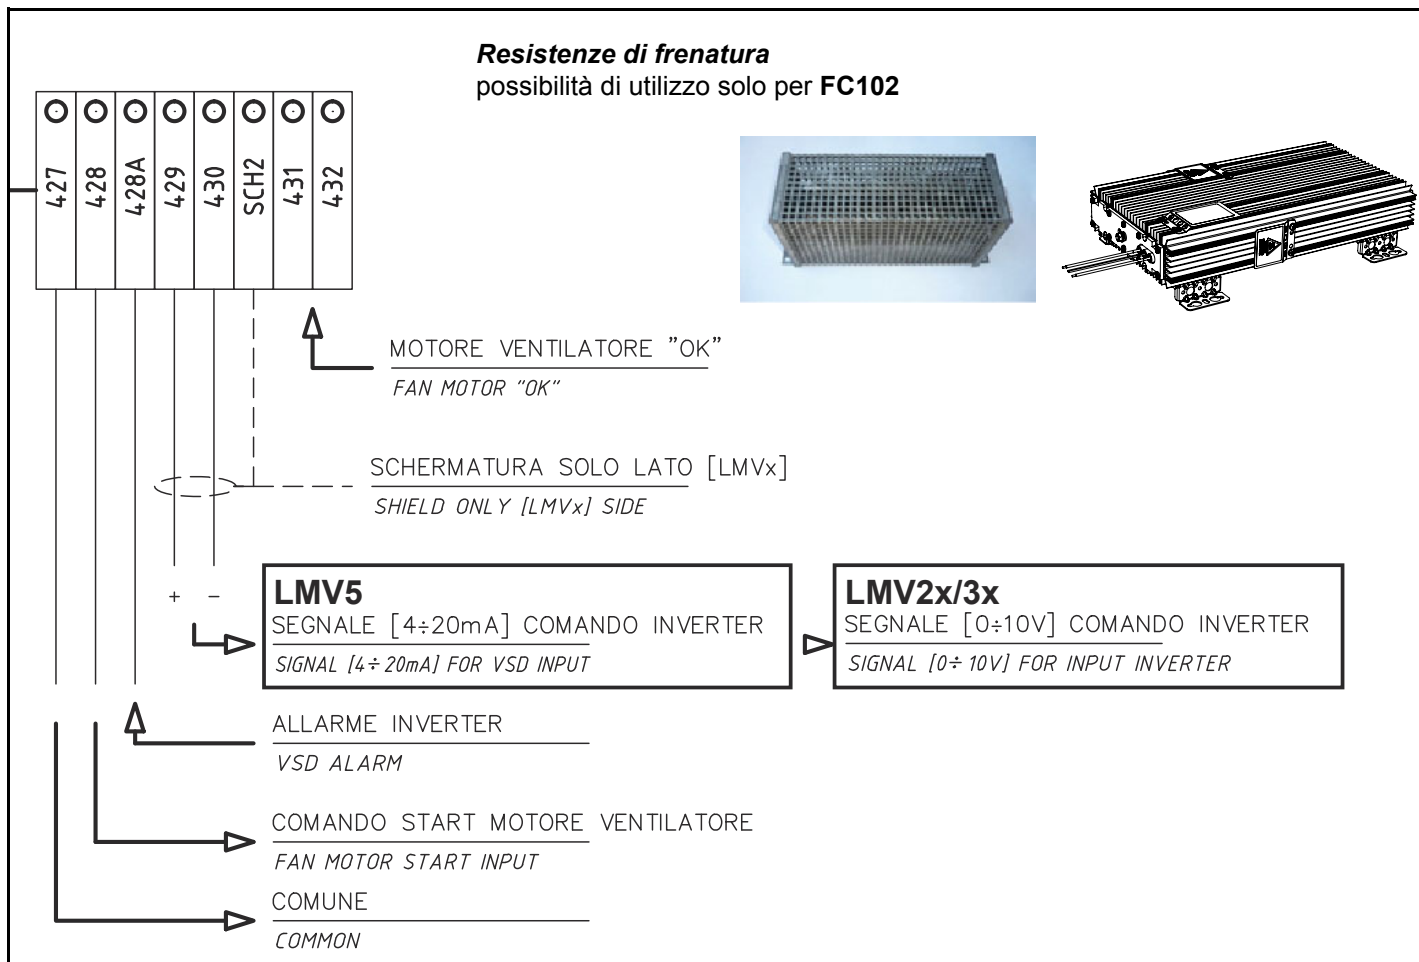 Resistenze di frenatura
possibilità di utilizzo solo per FC102
427
428
428A
429
430
SCH2
431
432
MOTORE VENTILATORE ”OK”
FAN MOTOR "OK"
SCHERMATURA SOLO LATO [LMVx]
SHIELD ONLY [LMVx] SIDE
+ −
LMV5
SEGNALE [4÷20mA] COMANDO INVERTER
SIGNAL [4÷20mA] FOR VSD INPUT
LMV2x/3x
SEGNALE [0÷10V] COMANDO INVERTER
SIGNAL [0÷10V] FOR INPUT INVERTER
ALLARME INVERTER
VSD ALARM
COMANDO START MOTORE VENTILATORE
FAN MOTOR START INPUT
COMUNE
COMMON